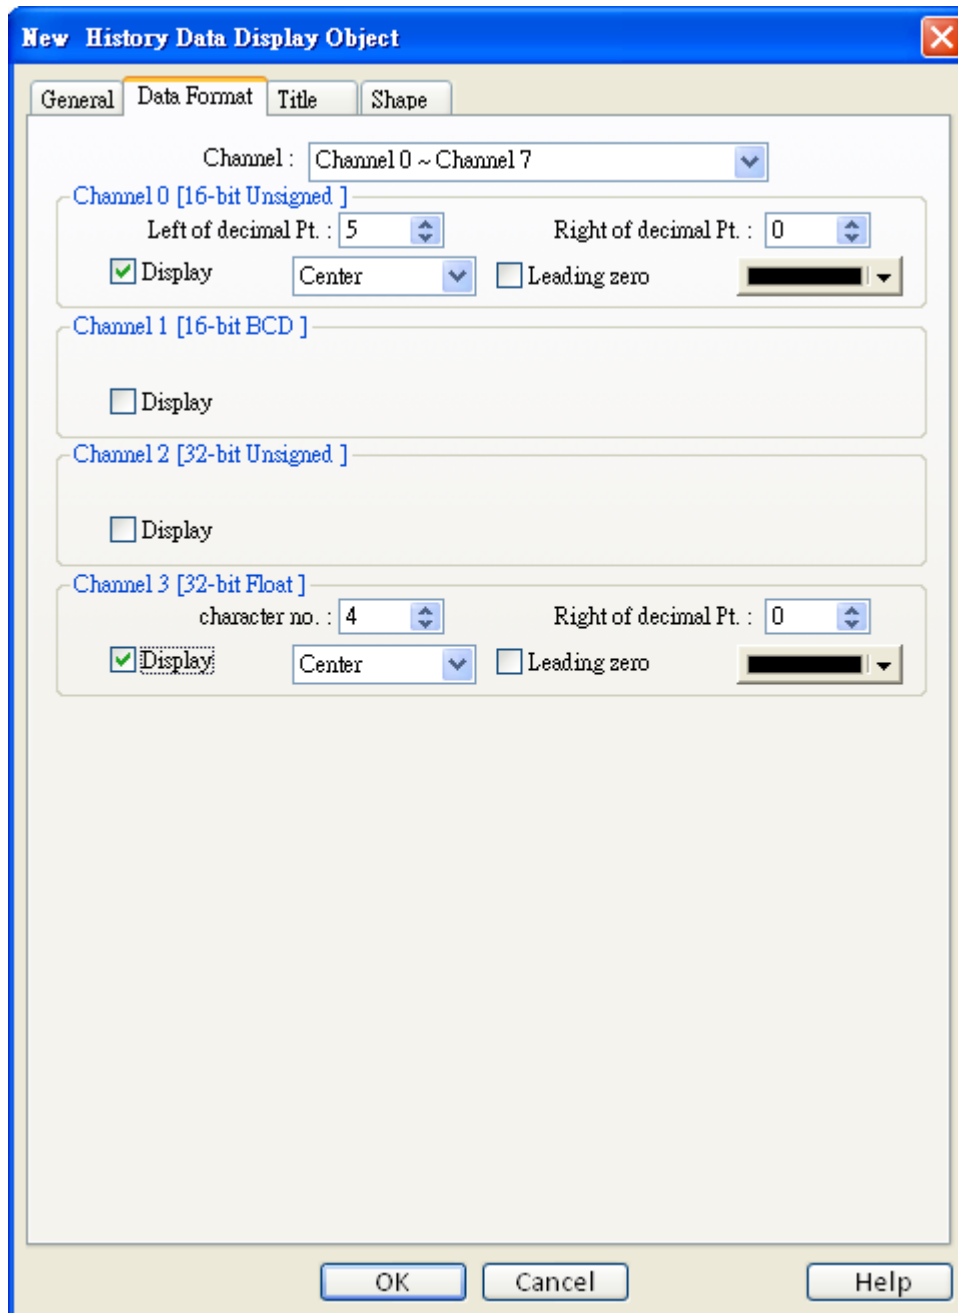 New History Data Display Object
General Data Format Title Shape
Channel : Channel 0 ~ Channel 7
Channel 0 [16-bit Unsigned ]
Left of decimal Pt. : 5 Right of decimal Pt. : 0
Display Center Leading zero
Channel 1 [16-bit BCD ]
Display
Channel 2 [32-bit Unsigned ]
Display
Channel 3 [32-bit Float ]
character no. : 4 Right of decimal Pt. : 0
Display Center Leading zero
OK Cancel Help